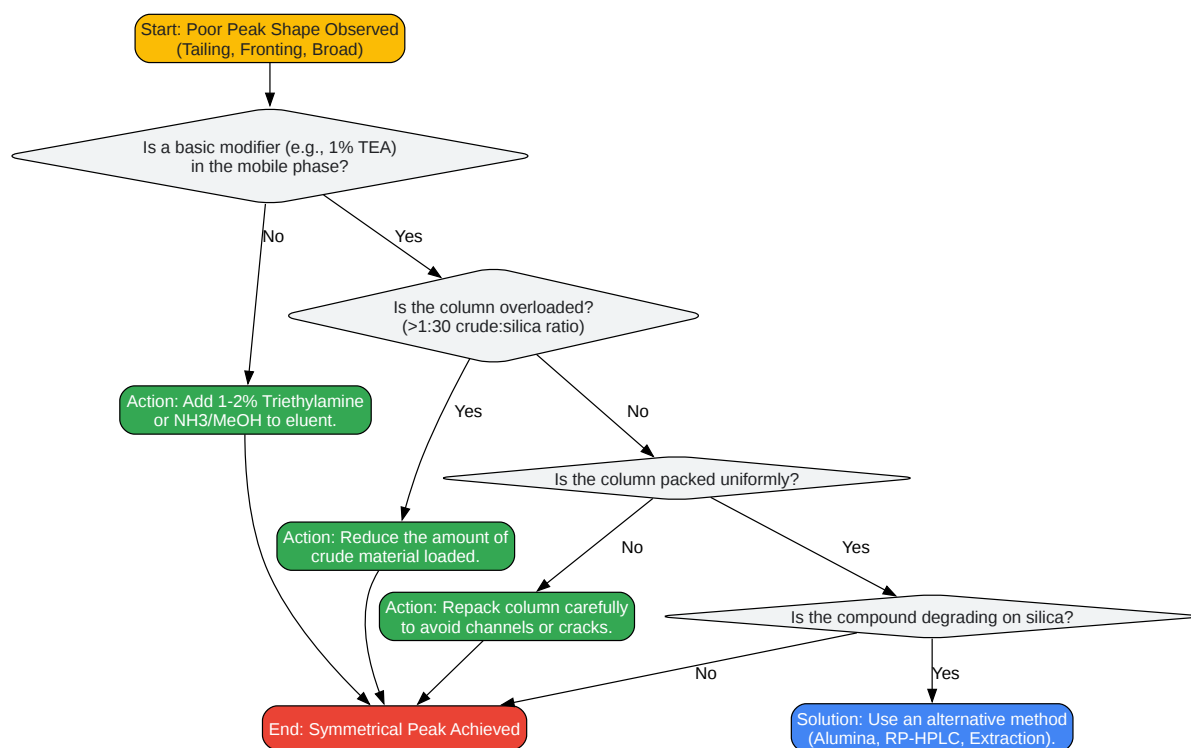 Start: Poor Peak Shape Observed
(Tailing, Fronting, Broad)
Is a basic modifier (e.g., 1% TEA)
in the mobile phase?
No
Yes
Is the column overloaded?
(>1:30 crude:silica ratio)
Action: Add 1-2% Triethylamine
or NH3/MeOH to eluent.
Yes
No
Is the column packed uniformly?
Action: Reduce the amount of
crude material loaded.
No
Yes
Action: Repack column carefully
to avoid channels or cracks.
Is the compound degrading on silica?
No
Yes
End: Symmetrical Peak Achieved
Solution: Use an alternative method
(Alumina, RP-HPLC, Extraction).